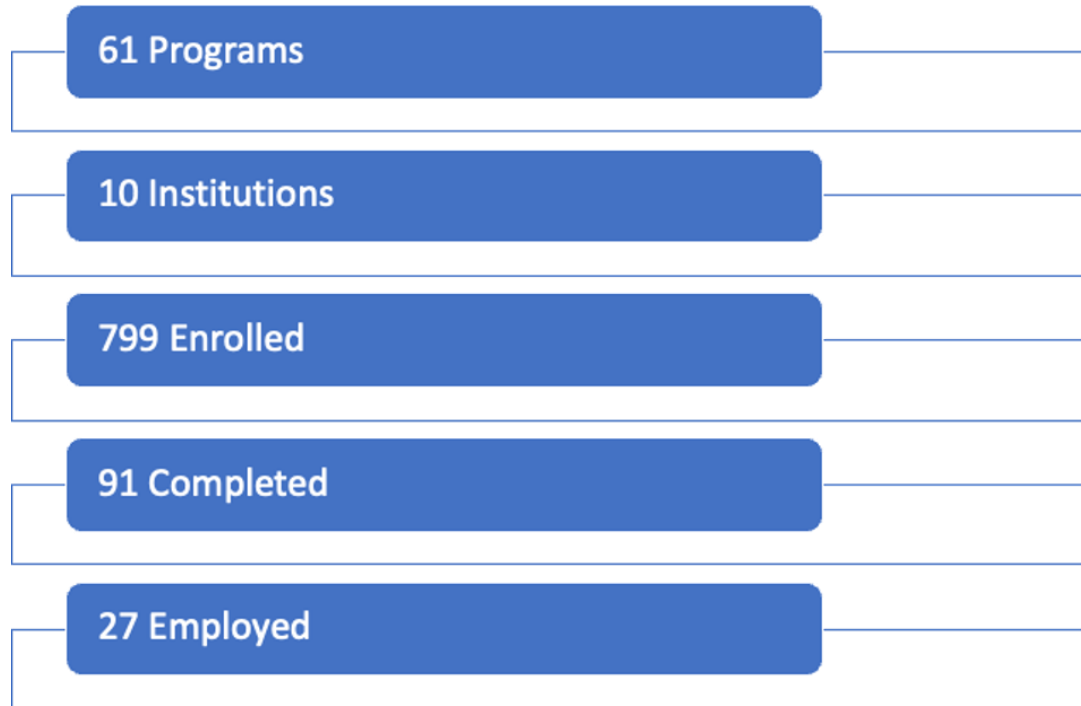 61 Programs
10 Institutions
799 Enrolled
91 Completed
27 Employed